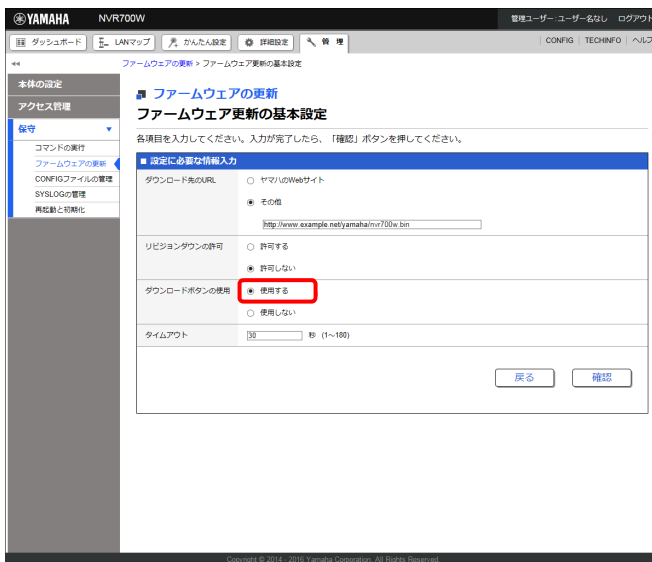 YAMAHA NVR700W 管理ユーザー:ユーザー名なし ログアウト
ダッシュボード LANマップ かんたん設定 詳細設定 管理 CONFIG TECHINFO ヘルプ
ファームウェアの更新 > ファームウェア更新の基本設定
本体の設定
アクセス管理
保守
コマンドの実行
ファームウェアの更新
CONFIGファイルの管理
SYSLOGの管理
再起動と初期化
ファームウェアの更新
ファームウェア更新の基本設定
各項目を入力してください。入力が完了したら、「確認」ボタンを押してください。
■ 設定に必要な情報入力
ダウンロード先のURL ヤマハのWebサイト
その他
http://www.example.net/yamaha/nvr700w.bin
リビジョンダウンの許可 許可する
許可しない
ダウンロードボタンの使用 使用する
使用しない
タイムアウト 30 秒 (1~180)
戻る 確認
Copyright © 2014 - 2016 Yamaha Corporation. All Rights Reserved.